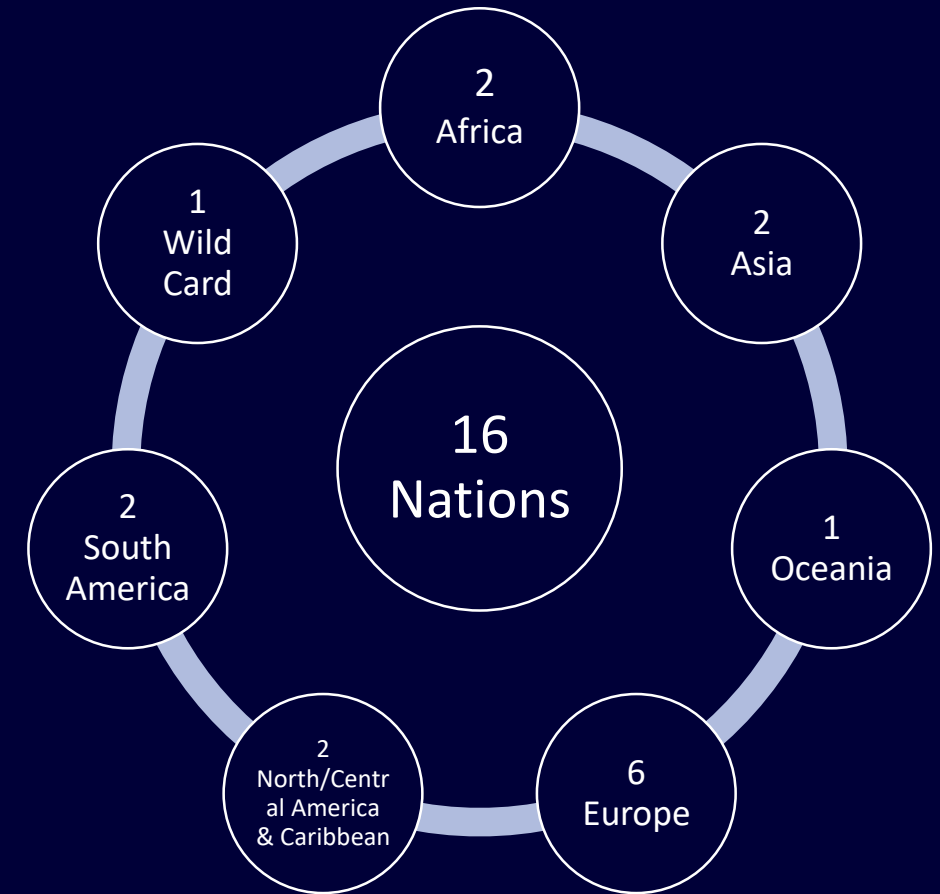 2
Africa
2
Asia
1
Oceania
6
Europe
2
North/Centr
al America
& Caribbean
2
South
America
1
Wild
Card
16
Nations